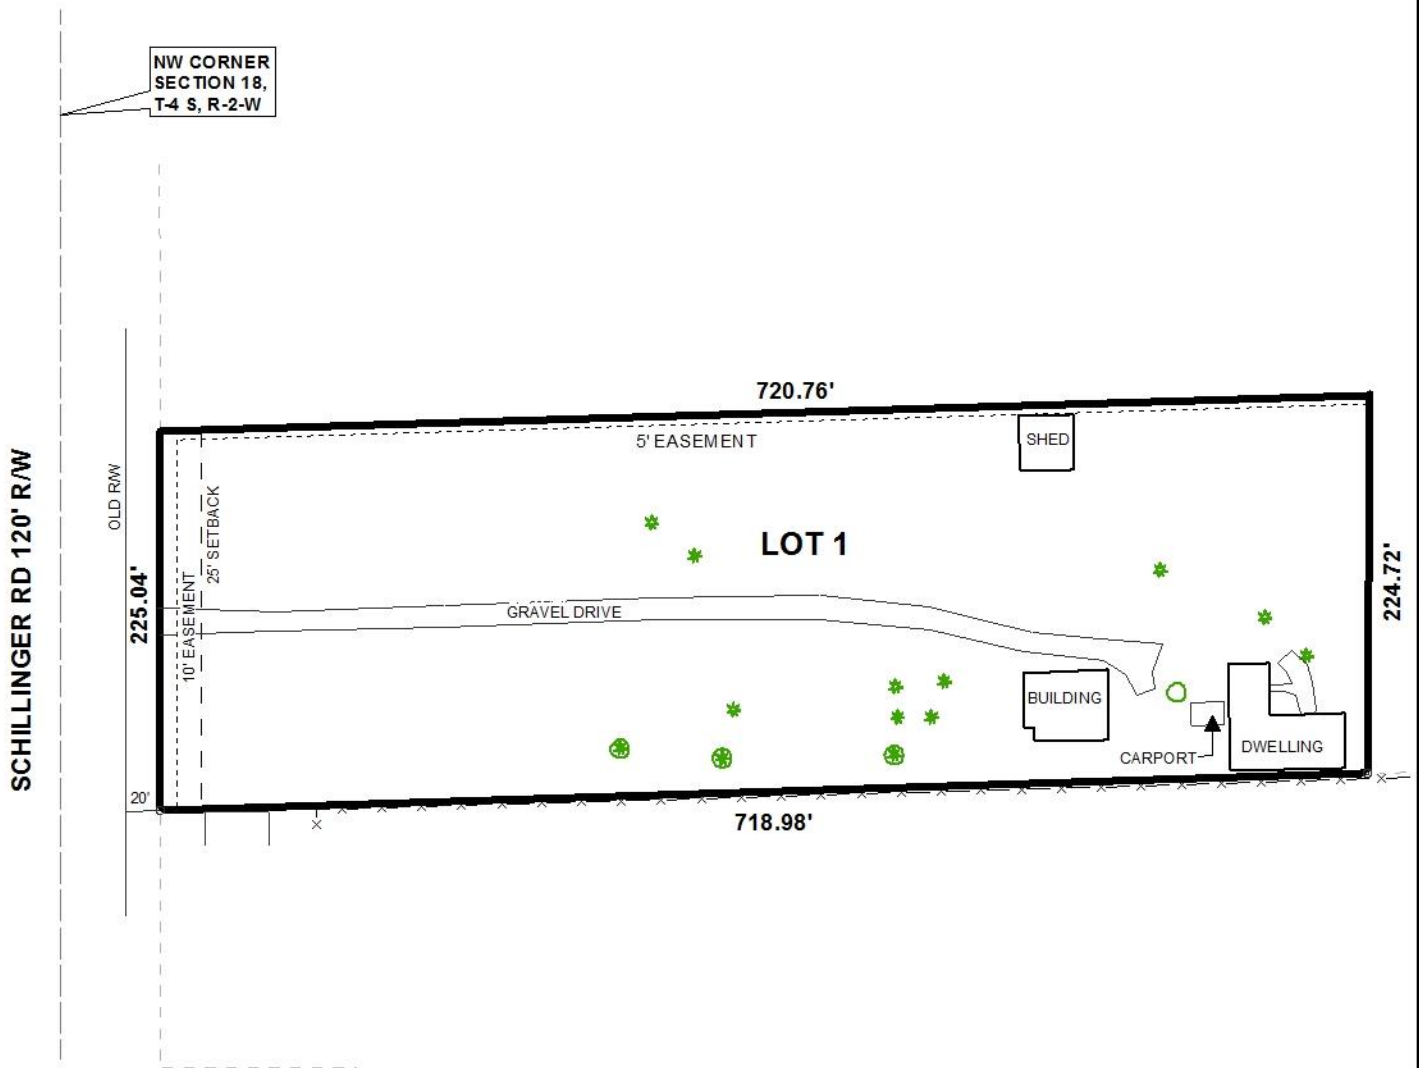 NW CORNER
SECTION 18,
T-4 S, R-2-W
720.76'
5' EASEMENT
SHED
SCHILLINGER RD 120' R/W
OLD R/W
225.04'
10' EASEMENT
25' SETBACK
LOT 1
GRAVEL DRIVE
224.72'
BUILDING
CARPORT
DWELLING
20'
718.98'